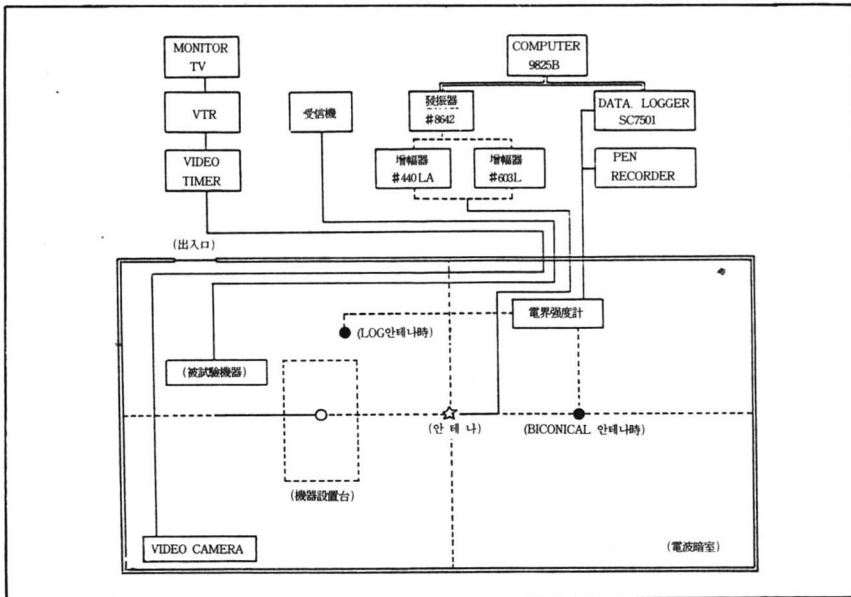 MONITOR
TV
COMPUTER
9825B
VTR
受信機
發振器
#8642
DATA. LOGGER
SC7501
VIDEO
TIMER
增幅器
#440LA
增幅器
#603L
PEN
RECORDER
(出入口)
電界强度計
(LOG안테나時)
(被試驗機器)
(안 테 나)
(BICONICAL 안테나時)
(機器設置台)
VIDEO CAMERA
(電波暗室)